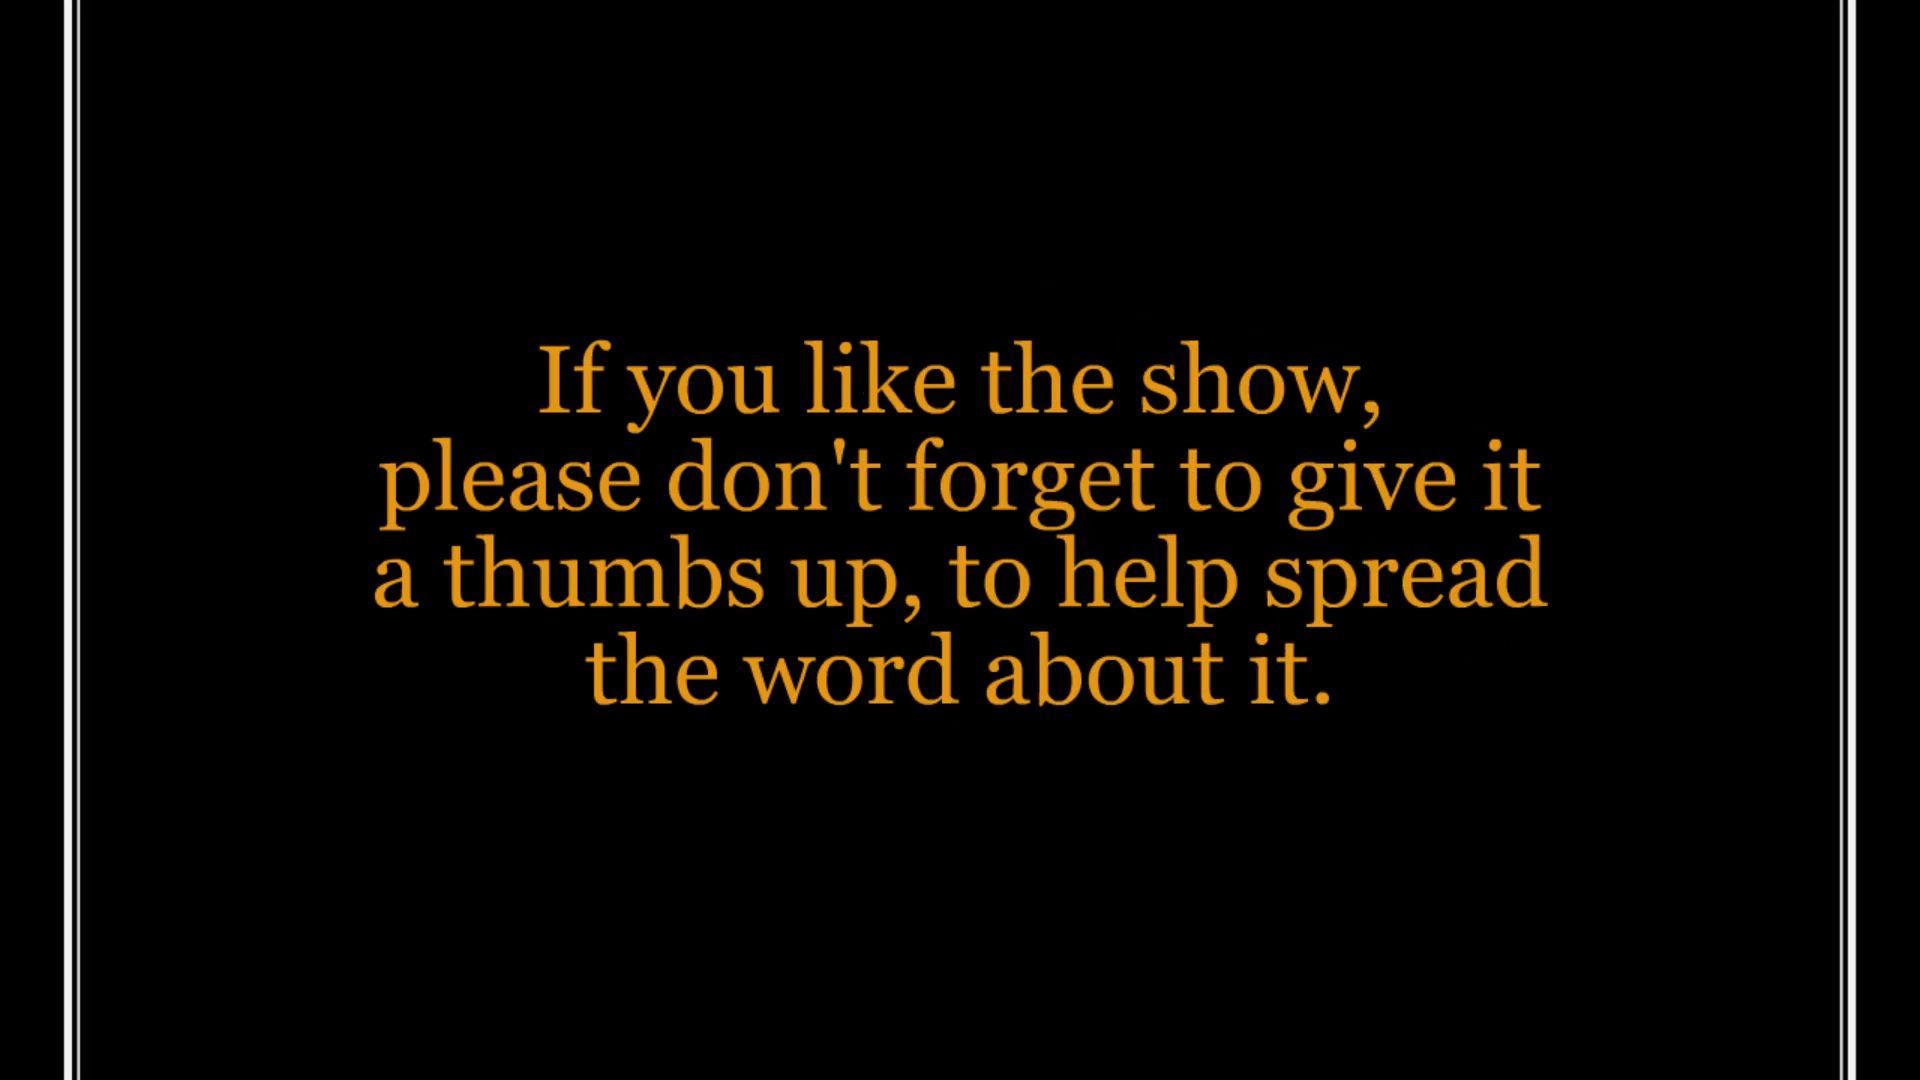 If you like the show,
please don't forget to give it
a thumbs up, to help spread
the word about it.